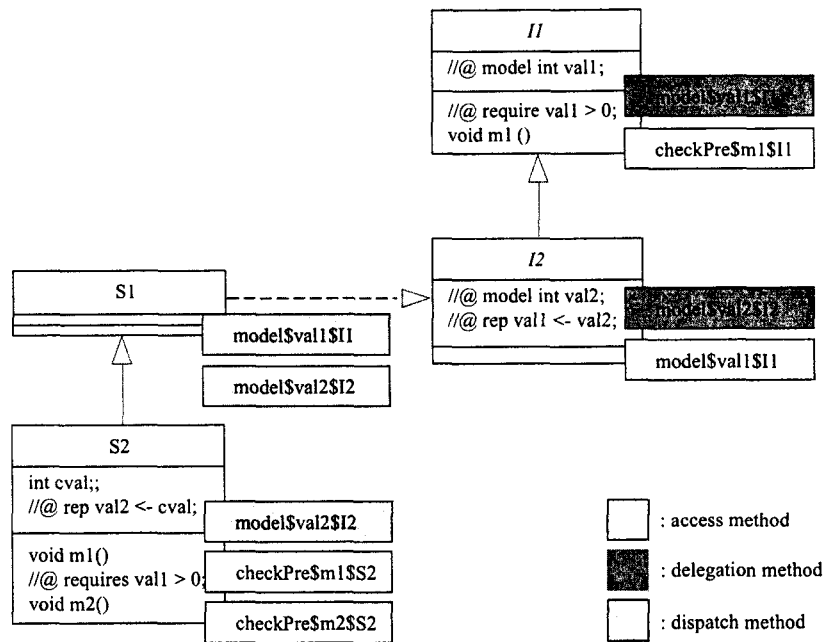 I1
//@ model int val1;
model$val1$I1
//@ require val1 > 0;
void m1 ()
checkPre$m1$I1
I2
//@ model int val2;
//@ rep val1 <- val2;
model$val2$I2
model$val1$I1
S1
model$val1$I1
model$val2$I2
S2
int cval;;
//@ rep val2 <- cval;
model$val2$I2
void m1()
//@ requires val1 > 0;
void m2()
checkPre$m1$S2
checkPre$m2$S2
: access method
: delegation method
: dispatch method